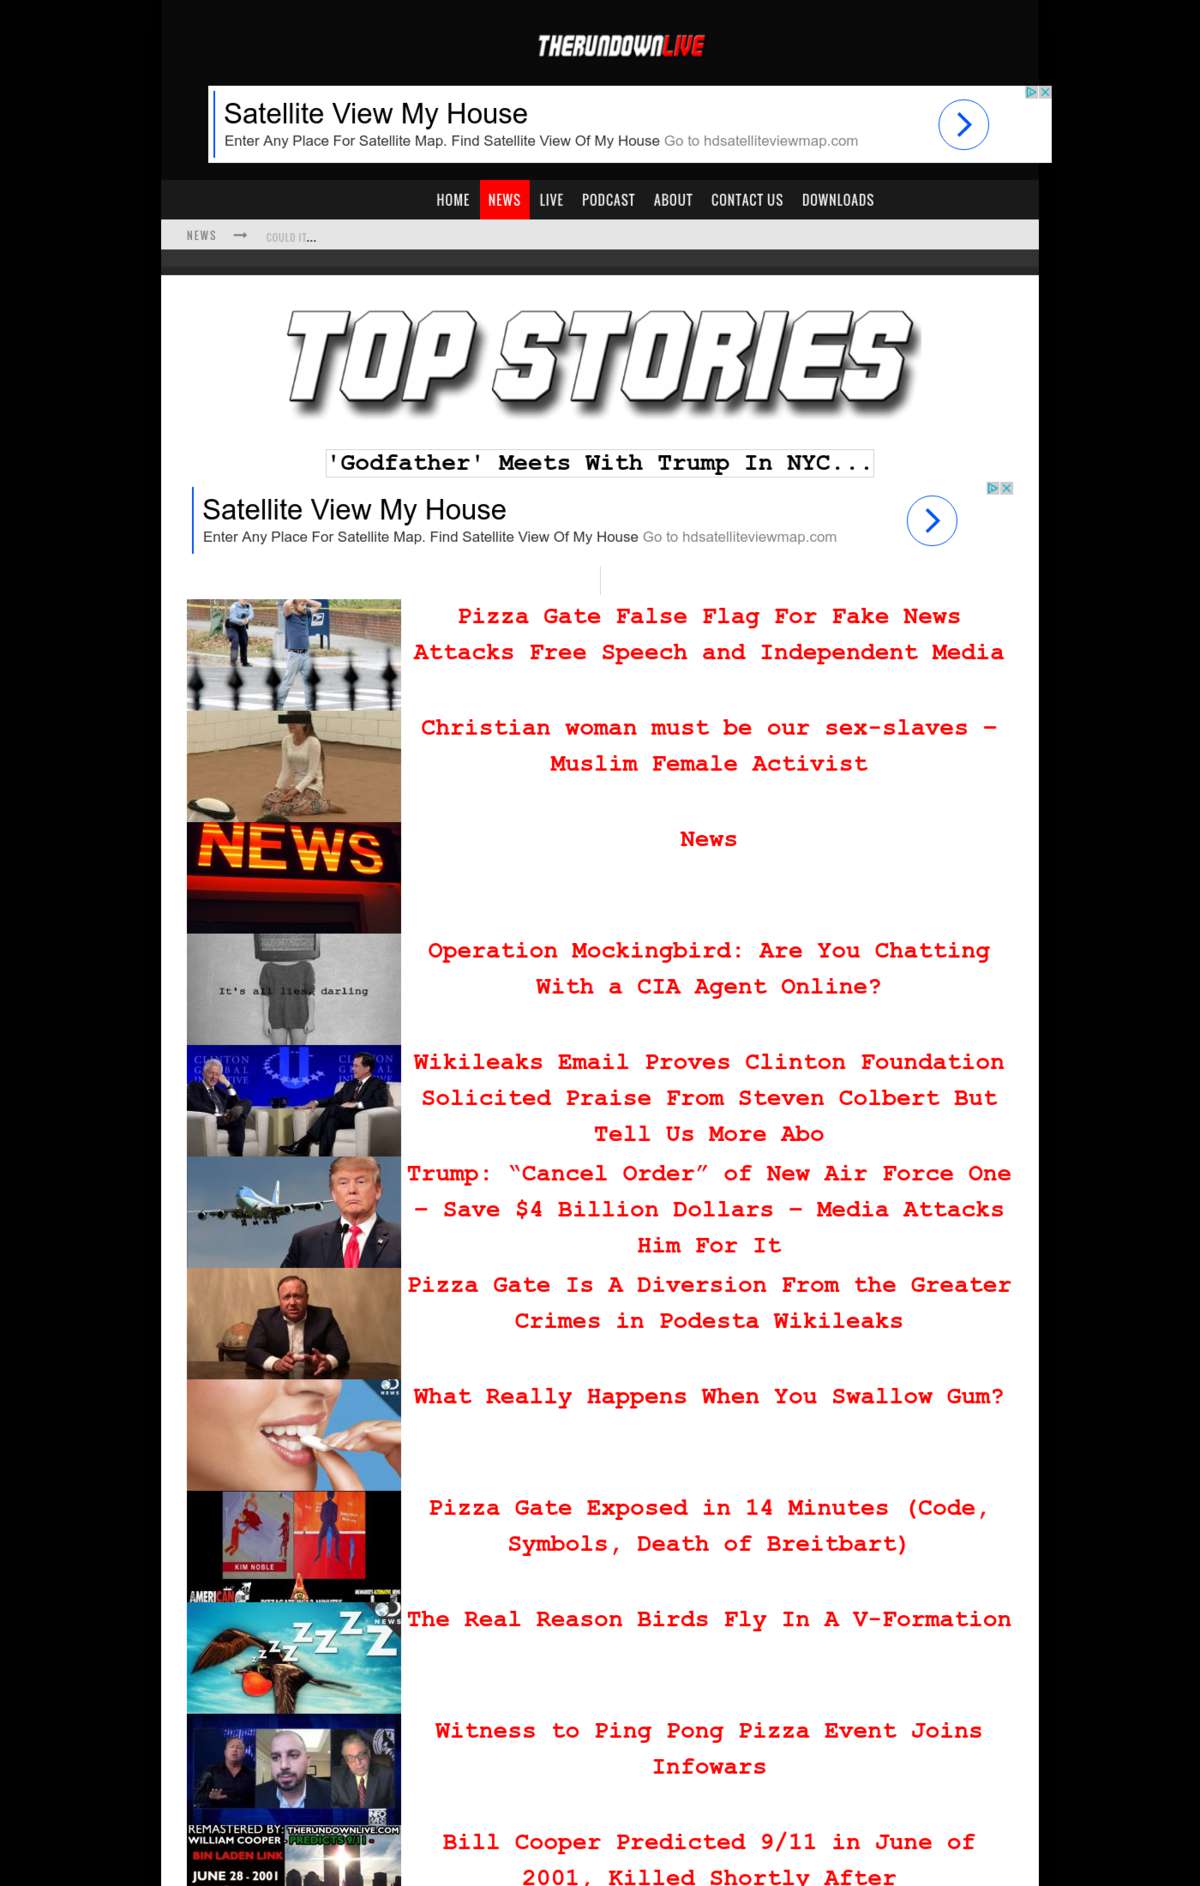 THERUNDOWNLIVE
Satellite View My House
Enter Any Place For Satellite Map. Find Satellite View Of My House Go to hdsatelliteviewmap.com
HOME NEWS LIVE PODCAST ABOUT CONTACT US DOWNLOADS
NEWS COULD IT...
TOP STORIES
'Godfather' Meets With Trump In NYC...
Satellite View My House
Enter Any Place For Satellite Map. Find Satellite View Of My House Go to hdsatelliteviewmap.com
Pizza Gate False Flag For Fake News
Attacks Free Speech and Independent Media
Christian woman must be our sex-slaves –
Muslim Female Activist
NEWS
News
It's all lies, darling
Operation Mockingbird: Are You Chatting
With a CIA Agent Online?
CLINTON
GLOBAL
INITIATIVE
Wikileaks Email Proves Clinton Foundation
Solicited Praise From Steven Colbert But
Tell Us More Abo
Trump: “Cancel Order” of New Air Force One
– Save $4 Billion Dollars – Media Attacks
Him For It
Pizza Gate Is A Diversion From the Greater
Crimes in Podesta Wikileaks
NEWS
What Really Happens When You Swallow Gum?
KIM NOBLE
AMERICAN
Pizza Gate Exposed in 14 Minutes (Code,
Symbols, Death of Breitbart)
NEWS
zzzzzzZ
The Real Reason Birds Fly In A V-Formation
Witness to Ping Pong Pizza Event Joins
Infowars
REMASTERED BY: THERUNDOWNLIVE.COM
WILLIAM COOPER - PREDICTS 9/11 -
BIN LADEN LINK
JUNE 28 - 2001
Bill Cooper Predicted 9/11 in June of
2001, Killed Shortly After